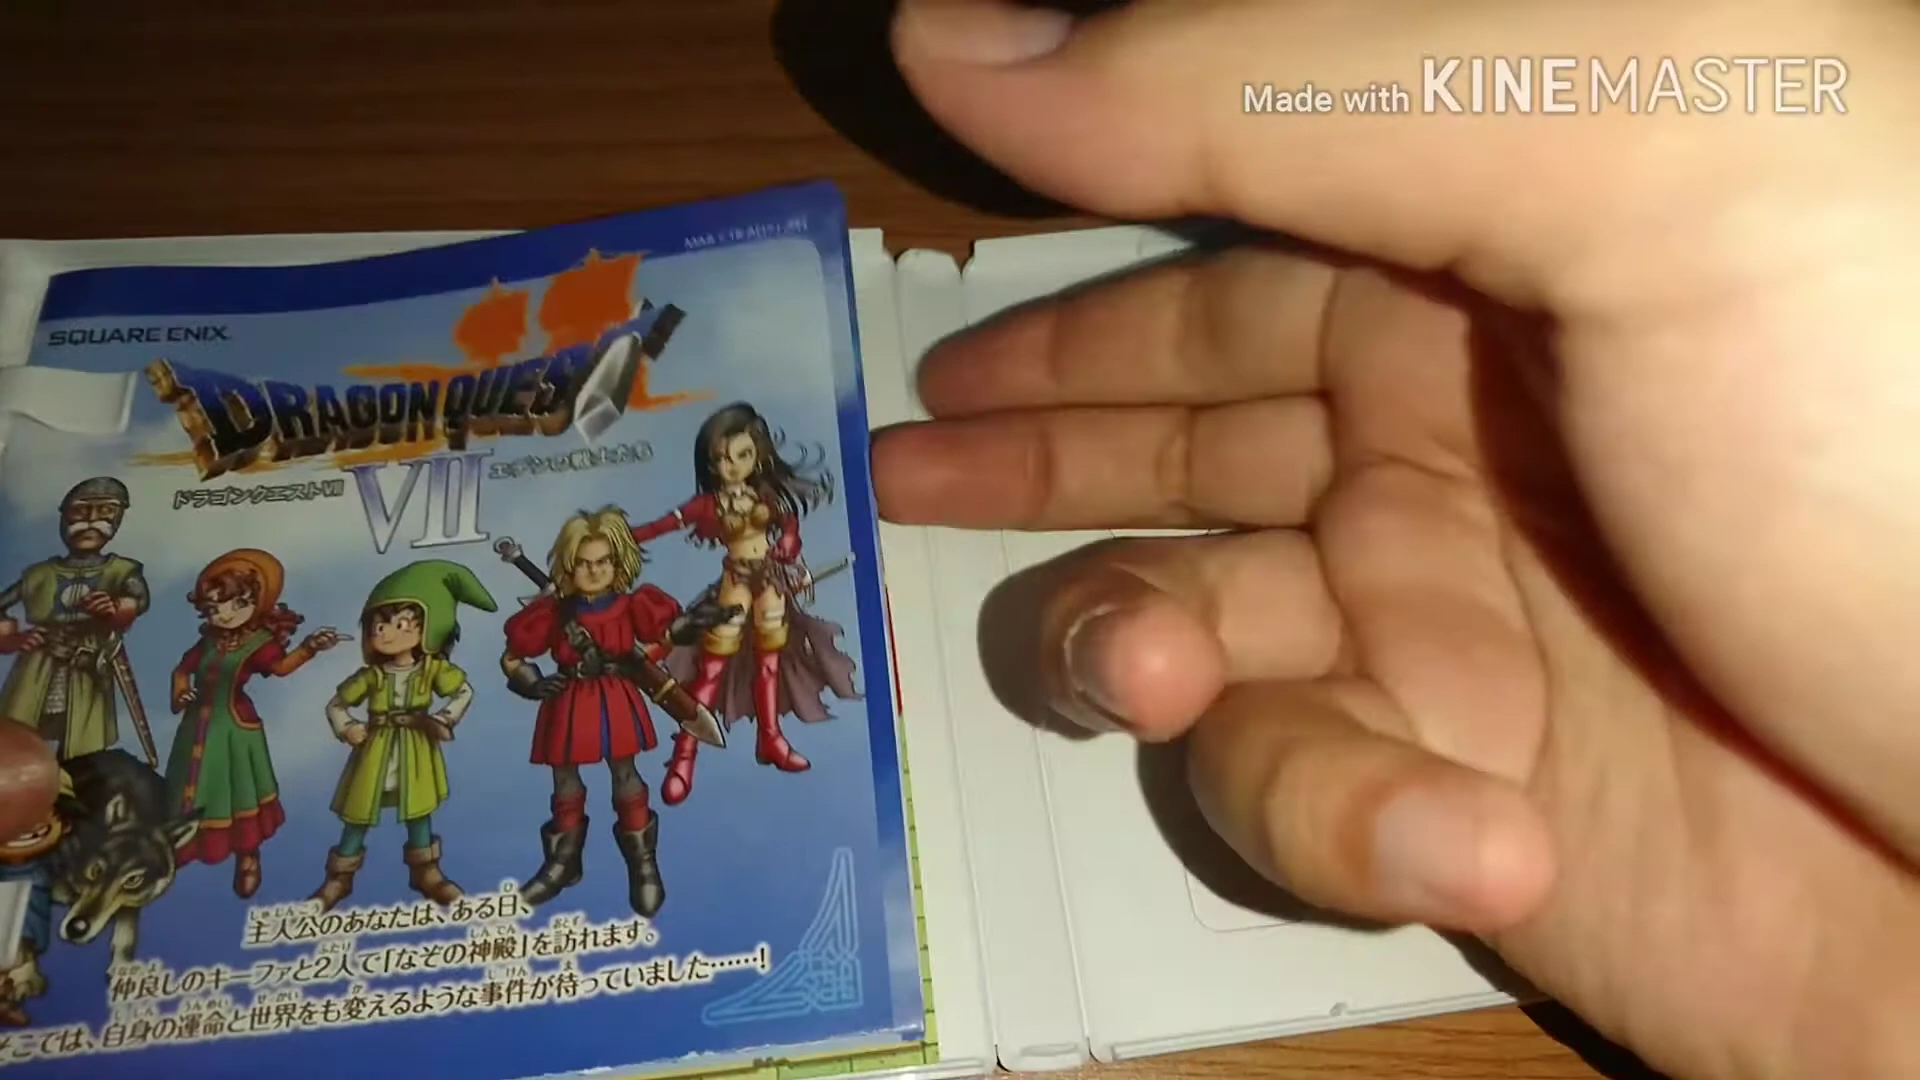 Made with KINEMASTER
SQUARE ENIX
DRAGON QUEST
VII
エデンの戦士たち
ドラゴンクエストVII
主人公のあなたは、ある日、
仲良しのキーファと2人で「なぞの神殿」を訪れます。
そこでは、自身の運命と世界をも変えるような事件が待っていました……!